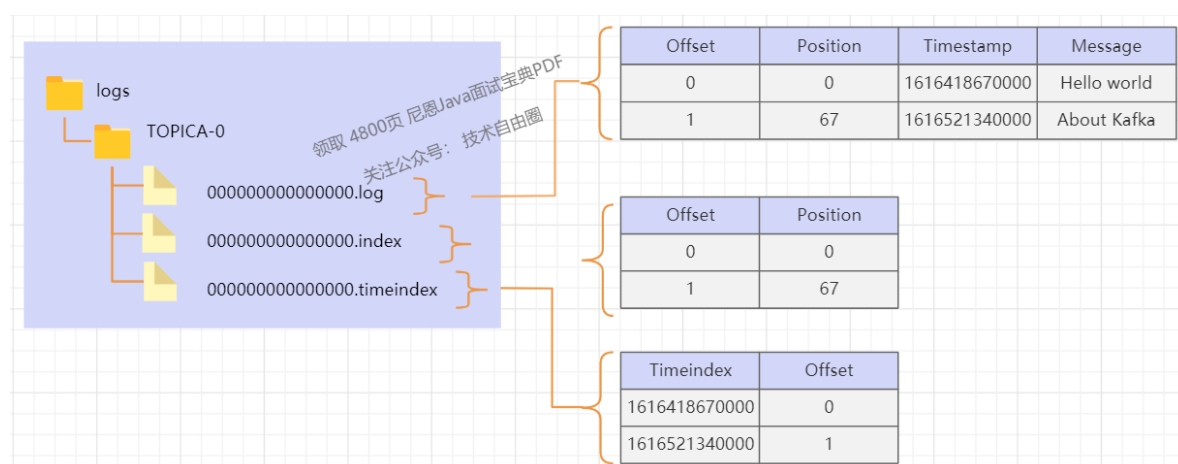 logs
TOPICA-0
000000000000000.log
000000000000000.index
000000000000000.timeindex
领取 4800页 尼恩Java面试宝典PDF
关注公众号： 技术自由圈
Offset Position Timestamp Message
0 0 1616418670000 Hello world
1 67 1616521340000 About Kafka
Offset Position
0 0
1 67
Timeindex Offset
1616418670000 0
1616521340000 1